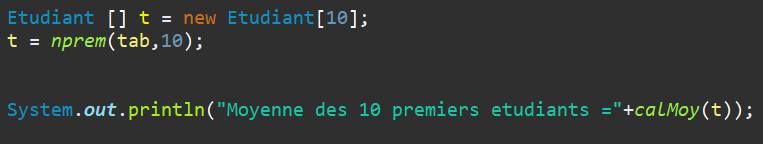 Etudiant [] t = new Etudiant[10];
t = nprem(tab,10);
System.out.println("Moyenne des 10 premiers etudiants ="+calMoy(t));